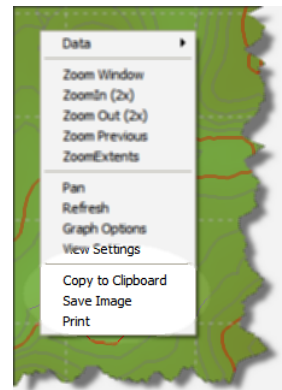 Data
Zoom Window
ZoomIn (2x)
Zoom Out (2x)
Zoom Previous
ZoomExtents
Pan
Refresh
Graph Options
View Settings
Copy to Clipboard
Save Image
Print